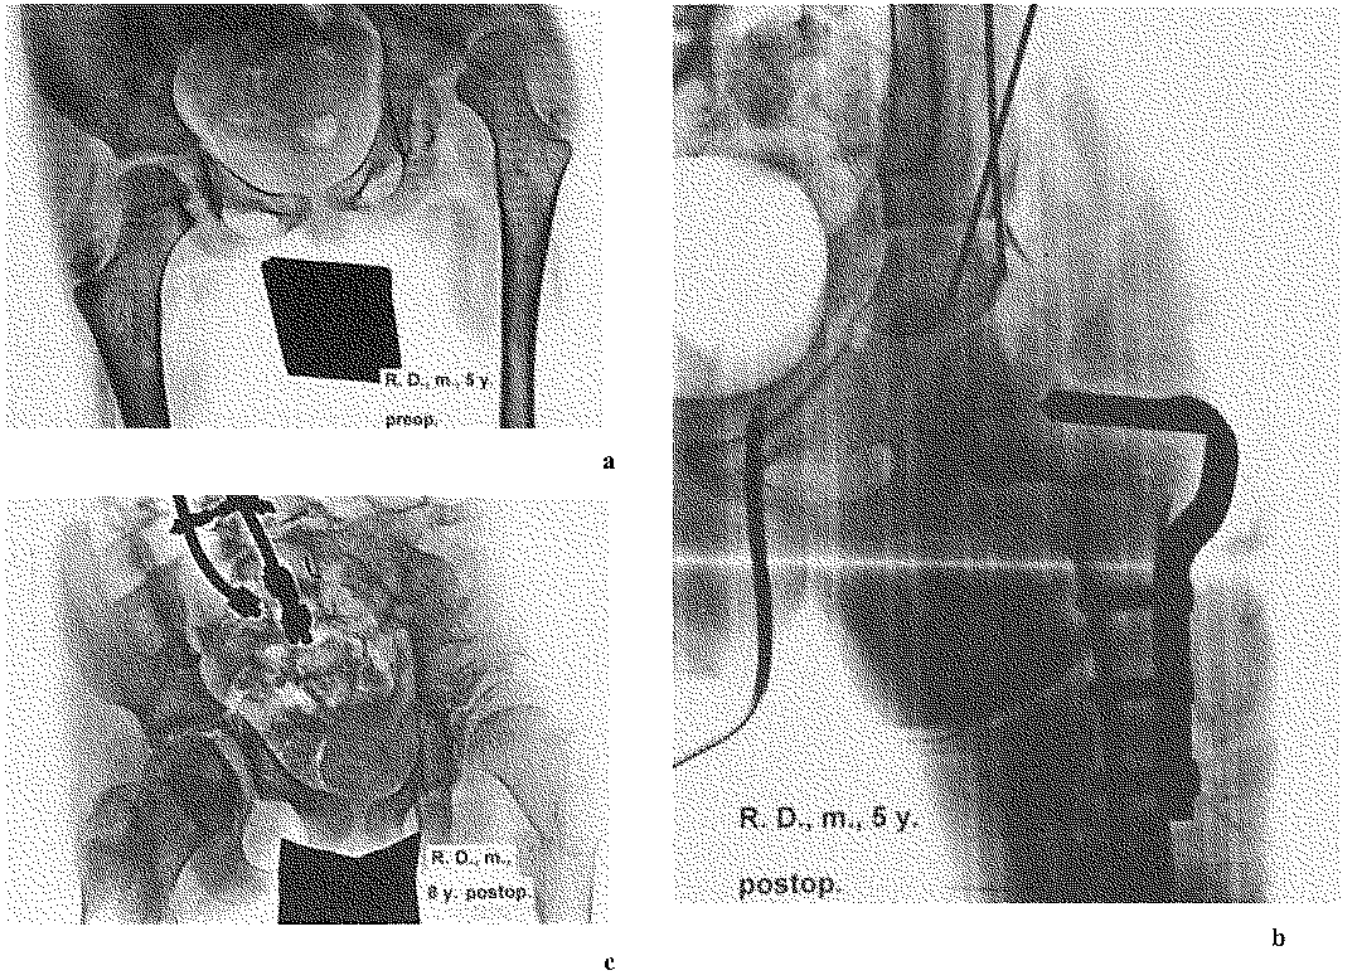 R. D., m., 5 y.
preop.
a
R. D., m., 5 y.
postop.
b
R. D., m.,
8 y. postop.
c